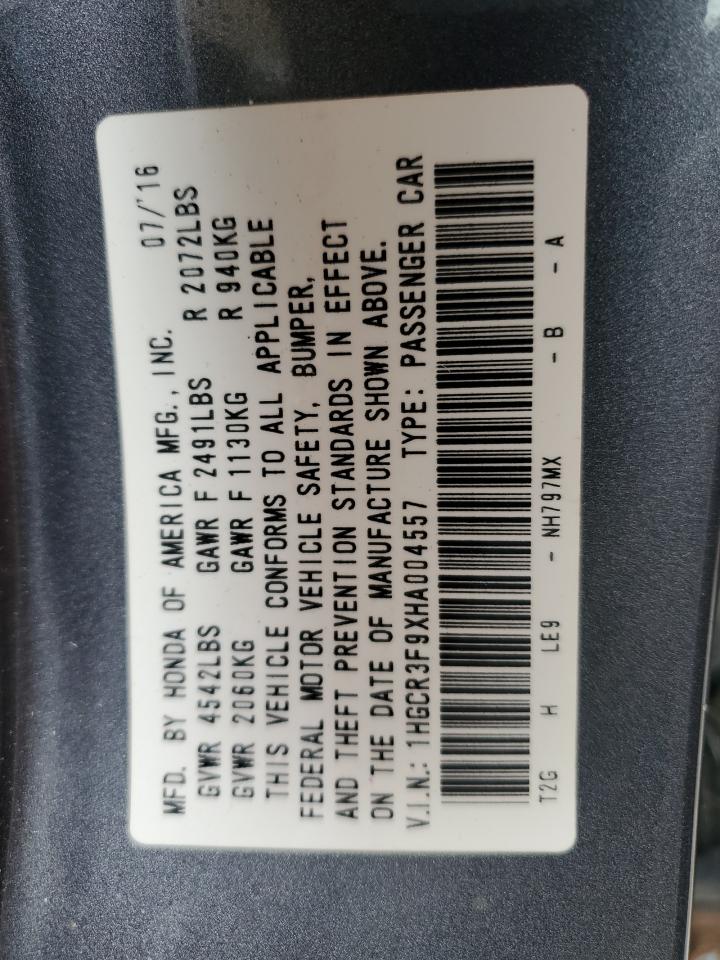 MFD. BY HONDA OF AMERICA MFG., INC. 07/'16
GVWR 4542LBS GAWR F 2491LBS R 2072LBS
GVWR 2060KG GAWR F 1130KG R 940KG
THIS VEHICLE CONFORMS TO ALL APPLICABLE
FEDERAL MOTOR VEHICLE SAFETY, BUMPER,
AND THEFT PREVENTION STANDARDS IN EFFECT
ON THE DATE OF MANUFACTURE SHOWN ABOVE.
V.I.N.: 1HGCR3F9XHA004557 TYPE: PASSENGER CAR
T2G H LE9 - NH797MX - B - A